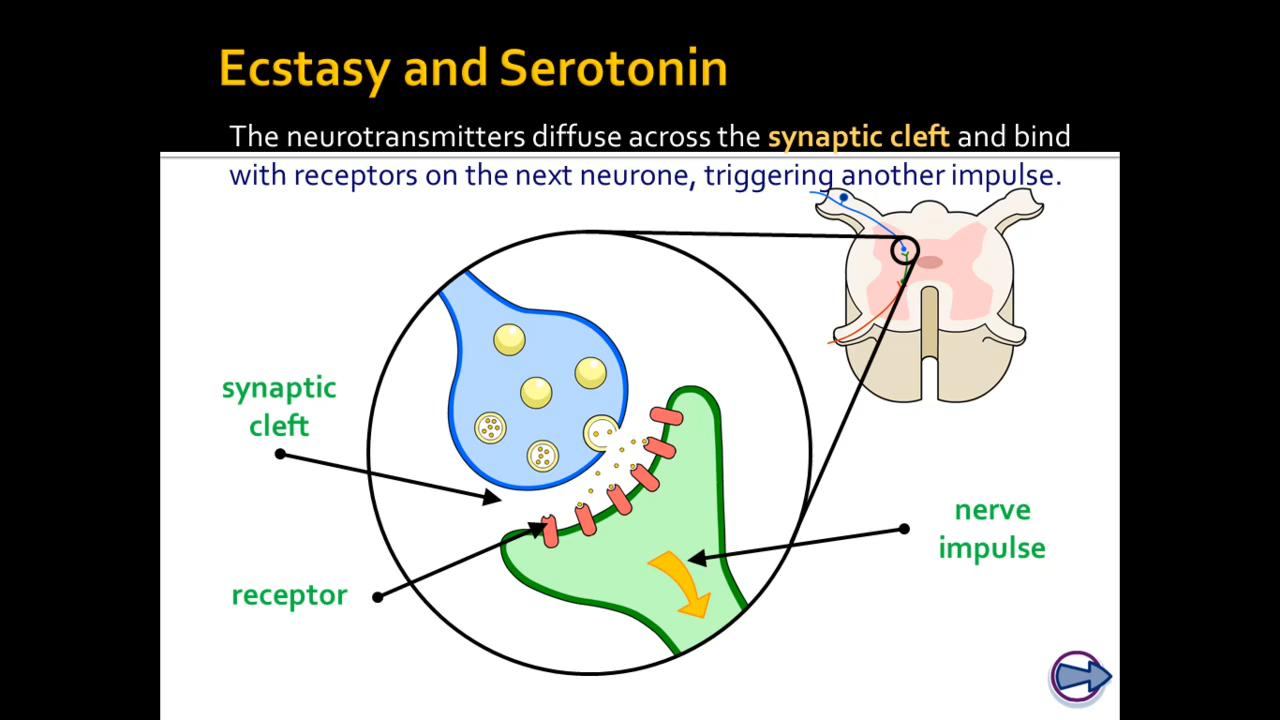 Ecstasy and Serotonin
The neurotransmitters diffuse across the synaptic cleft and bind
with receptors on the next neurone, triggering another impulse.
synaptic
cleft
receptor
nerve
impulse